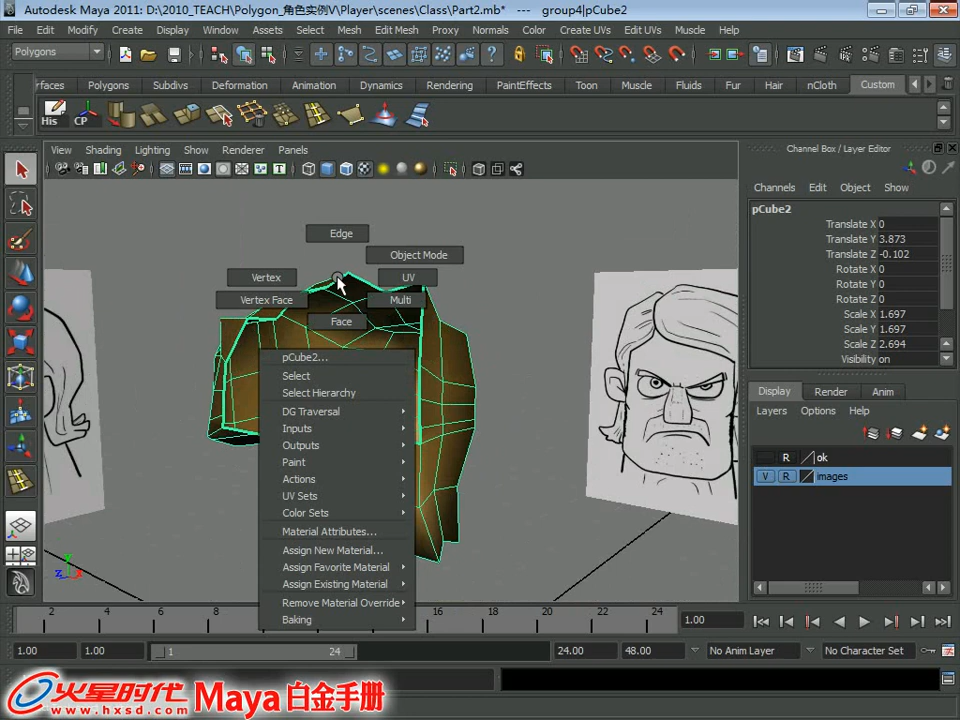 Autodesk Maya 2011: D:\2010_TEACH\Polygon_角色实例V\Player\scenes\Class\Part2.mb* --- group4|pCube2
File Edit Modify Create Display Window Assets Select Mesh Edit Mesh Proxy Normals Color Create UVs Edit UVs Muscle Help
Polygons
rfaces Polygons Subdivs Deformation Animation Dynamics Rendering PaintEffects Toon Muscle Fluids Fur Hair nCloth Custom
His CP
View Shading Lighting Show Renderer Panels
Channel Box / Layer Editor
Channels Edit Object Show
pCube2
Translate X 0
Translate Y 3.873
Translate Z -0.102
Rotate X 0
Rotate Y 0
Rotate Z 0
Scale X 1.697
Scale Y 1.697
Scale Z 2.694
Visibility on
Edge
Object Mode
Vertex
UV
Vertex Face
Multi
Face
pCube2...
Select
Select Hierarchy
DG Traversal
Inputs
Outputs
Paint
Actions
UV Sets
Color Sets
Material Attributes...
Assign New Material...
Assign Favorite Material
Assign Existing Material
Remove Material Override
Baking
Display Render Anim
Layers Options Help
R ok
V R images
2 4 6 8 16 18 20 22 24
1.00
1.00 1.00 1 24 24.00 48.00 No Anim Layer No Character Set
火星时代 Maya 白金手册
www.hxsd.com